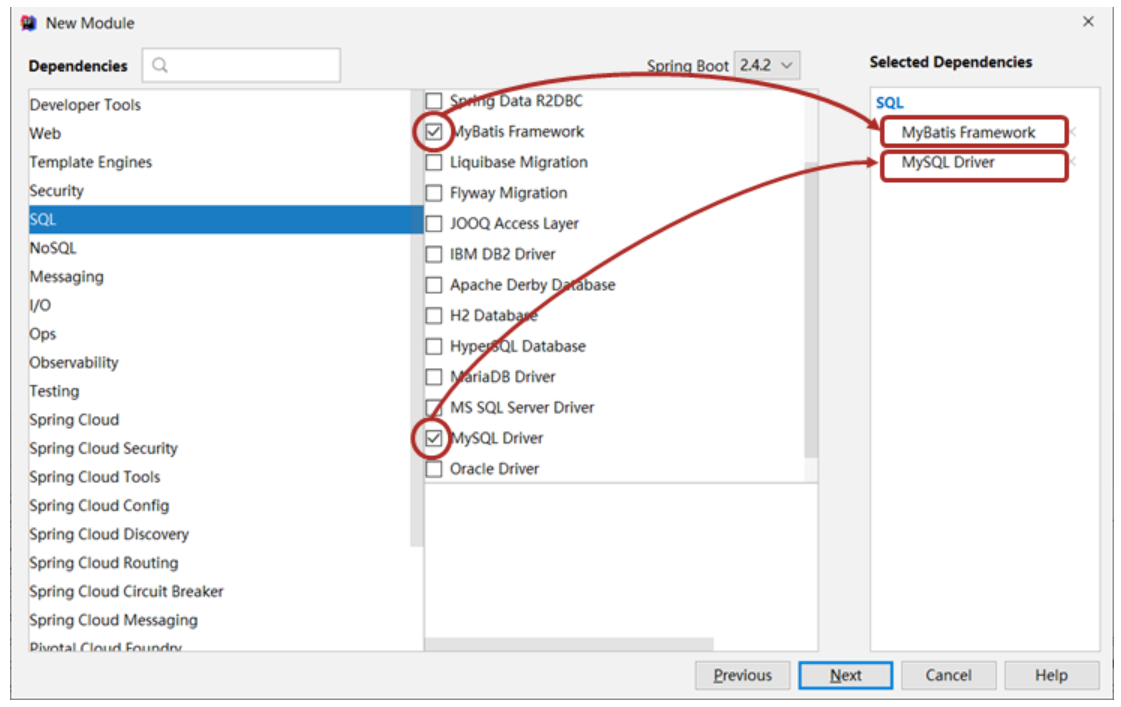 New Module
Dependencies
Spring Boot 2.4.2
Selected Dependencies
Developer Tools
Web
Template Engines
Security
SQL
NoSQL
Messaging
I/O
Ops
Observability
Testing
Spring Cloud
Spring Cloud Security
Spring Cloud Tools
Spring Cloud Config
Spring Cloud Discovery
Spring Cloud Routing
Spring Cloud Circuit Breaker
Spring Cloud Messaging
Pivotal Cloud Foundry
Spring Data R2DBC
MyBatis Framework
Liquibase Migration
Flyway Migration
JOOQ Access Layer
IBM DB2 Driver
Apache Derby Database
H2 Database
HyperSQL Database
MariaDB Driver
MS SQL Server Driver
MySQL Driver
Oracle Driver
SQL
MyBatis Framework
MySQL Driver
Previous
Next
Cancel
Help